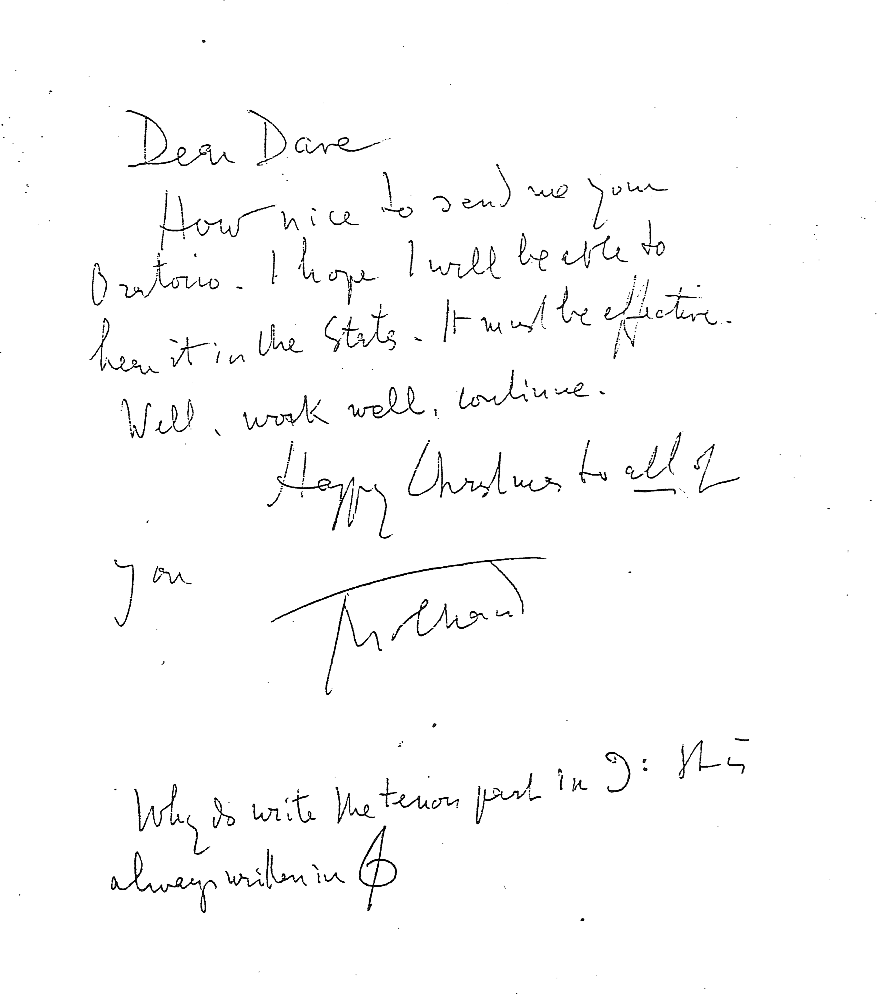 Dear Dave
How nice to send me your
Oratorio - I hope I will be able to
hear it in the States - It must be effective -
Well, work well, continue -
Happy Christmas to all of
you
Milhaud
Why do write the tenor part in 𝄢 It is
always written in 𝄞